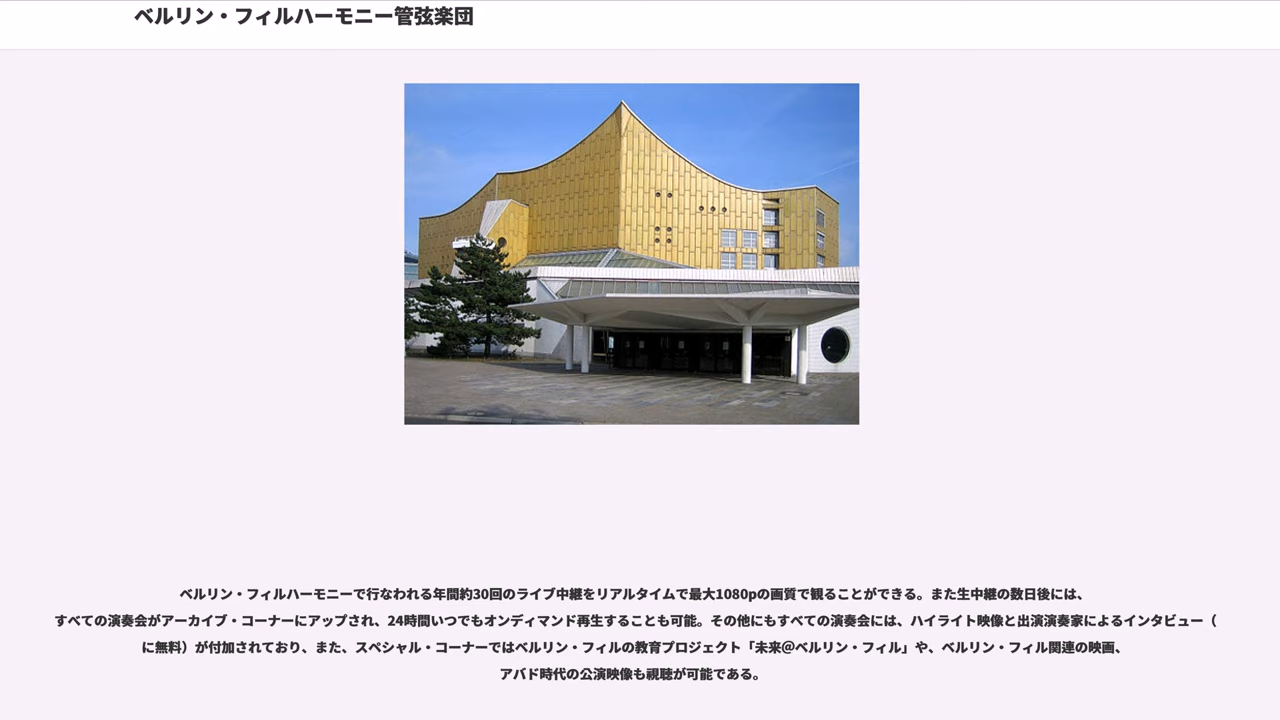 ベルリン・フィルハーモニー管弦楽団
ベルリン・フィルハーモニーで行なわれる年間約30回のライブ中継をリアルタイムで最大1080pの画質で観ることができる。また生中継の数日後には、
すべての演奏会がアーカイブ・コーナーにアップされ、24時間いつでもオンディマンド再生することも可能。その他にもすべての演奏会には、ハイライト映像と出演演奏家によるインタビュー（
に無料）が付加されており、また、スペシャル・コーナーではベルリン・フィルの教育プロジェクト「未来@ベルリン・フィル」や、ベルリン・フィル関連の映画、
アバド時代の公演映像も視聴が可能である。